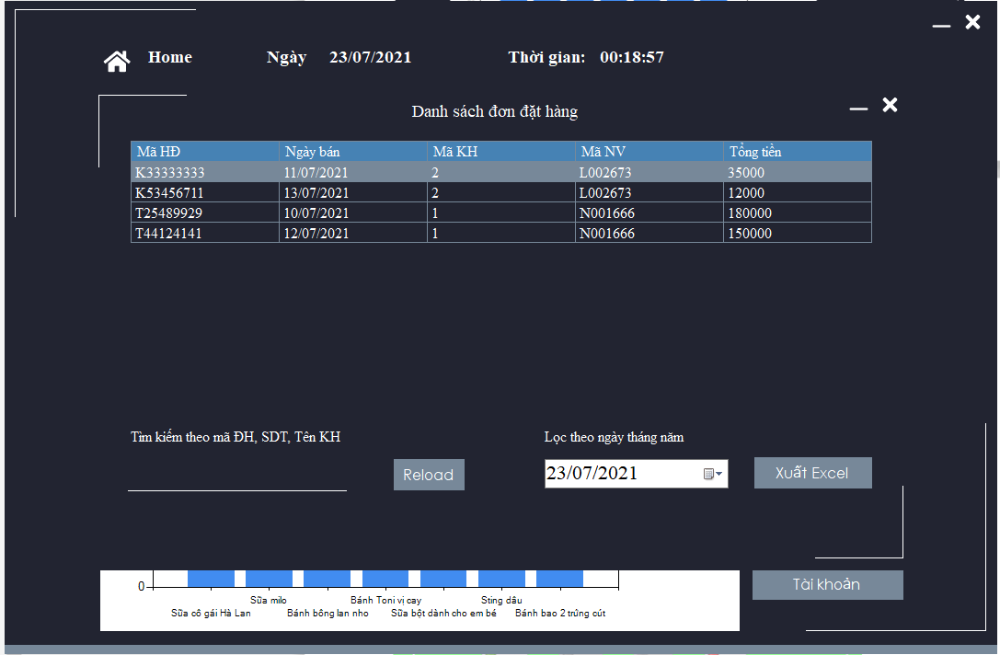 Home Ngày 23/07/2021 Thời gian: 00:18:57
Danh sách đơn đặt hàng
Mã HĐ Ngày bán Mã KH Mã NV Tổng tiền
K33333333 11/07/2021 2 L002673 35000
K53456711 13/07/2021 2 L002673 12000
T25489929 10/07/2021 1 N001666 180000
T44124141 12/07/2021 1 N001666 150000
Tìm kiếm theo mã ĐH, SDT, Tên KH Lọc theo ngày tháng năm
Reload 23/07/2021 Xuất Excel
0 Tài khoản
Sữa milo Bánh Toni vị cay Sting dâu
Sữa cô gái Hà Lan Bánh bông lan nho Sữa bột dành cho em bé Bánh bao 2 trứng cút